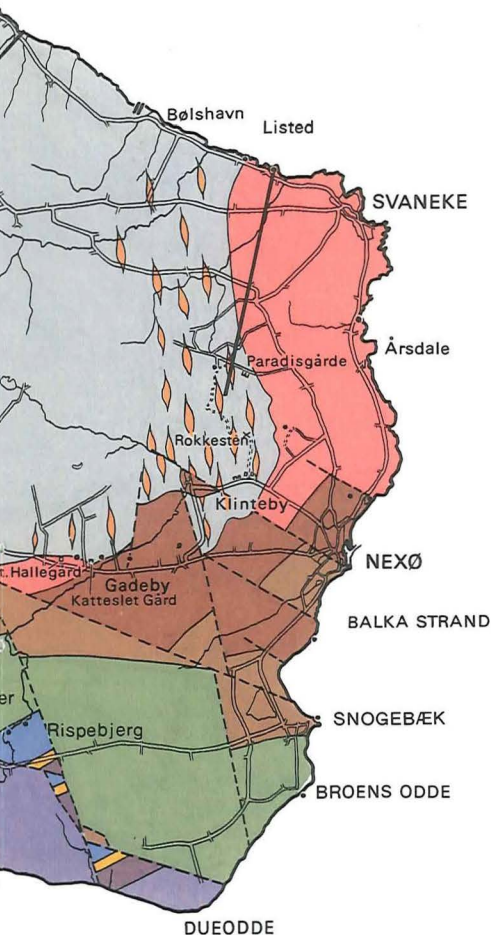 Bølshavn
Listed
SVANEKE
Årsdale
Paradisgårde
Rokkesten
Klinteby
NEXØ
t. Hallegård
Gadeby
Katteslet Gård
BALKA STRAND
er
SNOGEBÆK
Rispebjerg
BROENS ODDE
DUEODDE